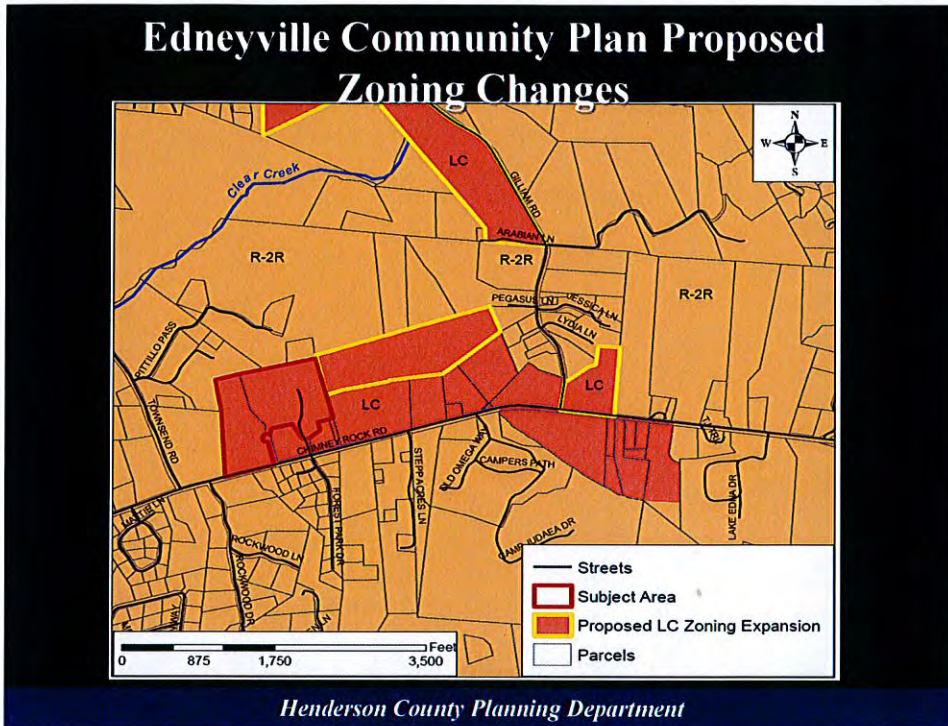 Edneyville Community Plan Proposed
Zoning Changes
N
W E
S
Clear Creek
LC
GILLIAM RD
ARABIAN LN
R-2R
R-2R
R-2R
PEGASUS LN
JESSICA LN
LYDIA LN
PITTILLO PASS
TOWNSEND RD
LC
LC
CHIMNEY ROCK RD
OLD OMEGA WAY
CAMPERS PATH
STEPP ACRES LN
FOREST PARK DR
CAMP JUDAEA DR
LAKE EDNA DR
ROCKWOOD LN
ROCKWOOD DR
Streets
Subject Area
Proposed LC Zoning Expansion
Parcels
Feet
0 875 1,750 3,500
Henderson County Planning Department